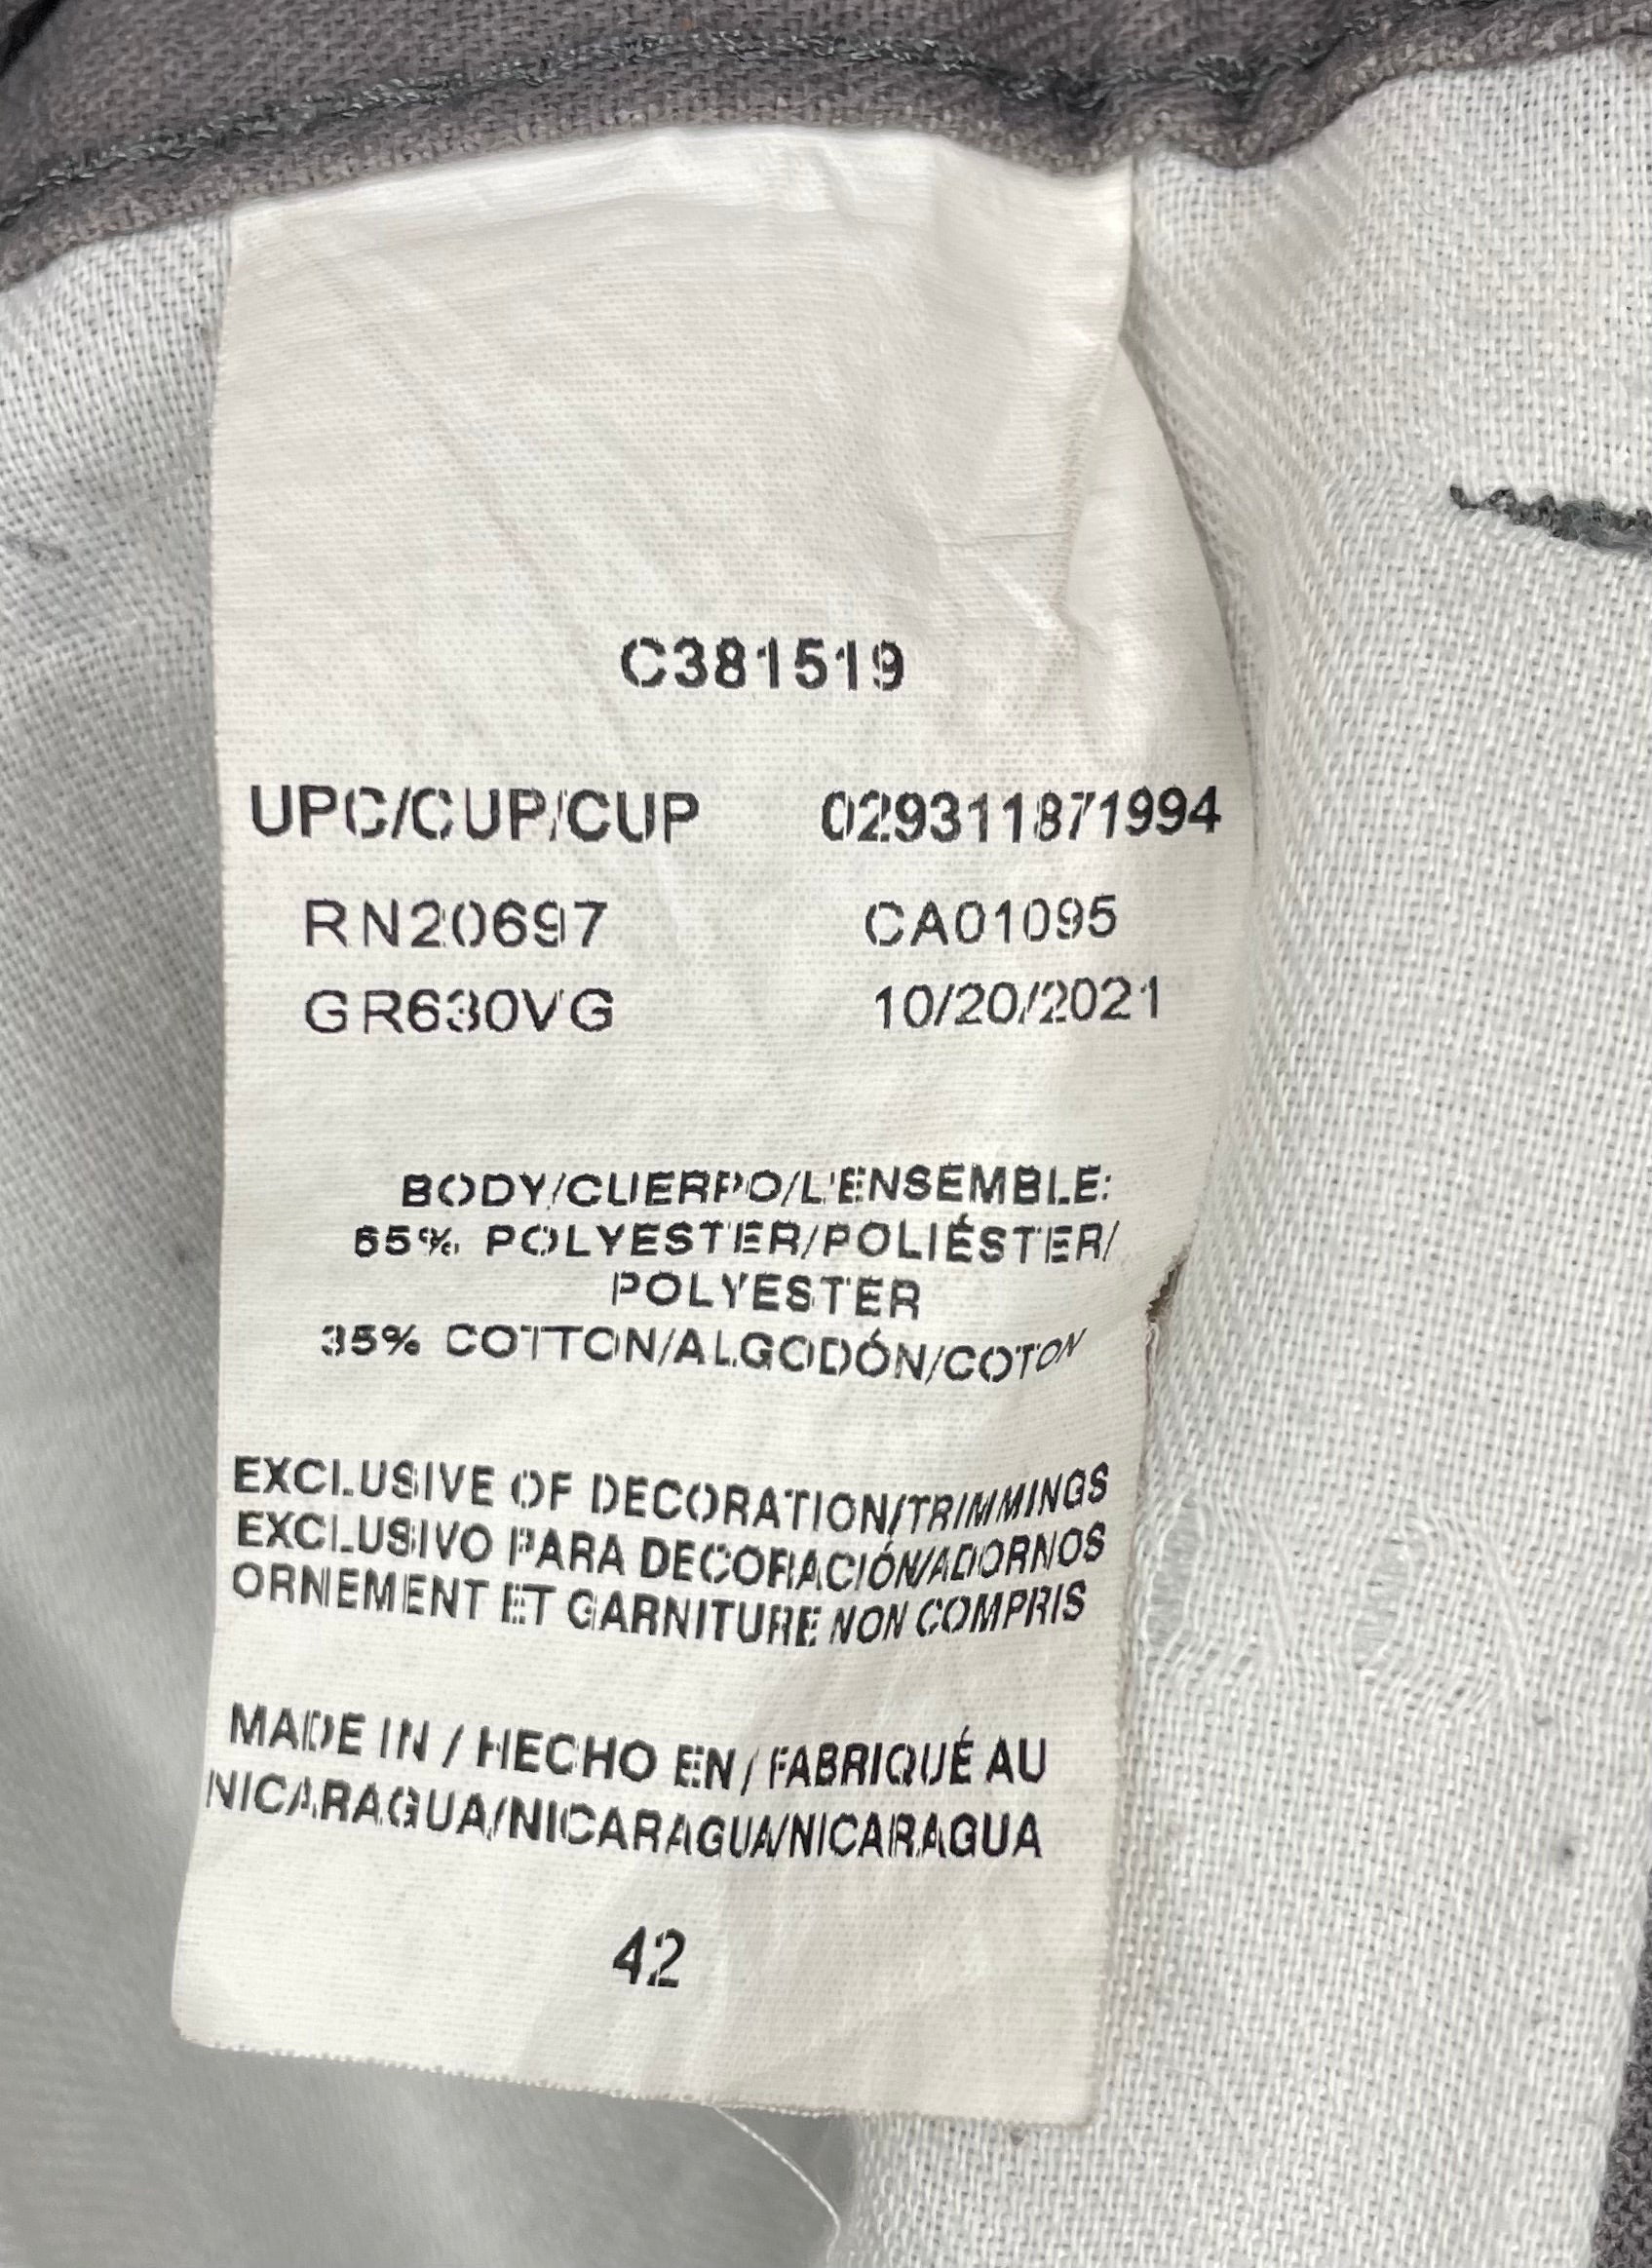 C381519
UPC/CUP/CUP 029311871994
RN20697 CA01095
GR630VG 10/20/2021
BODY/CUERPO/L'ENSEMBLE:
65% POLYESTER/POLIÉSTER/
POLYESTER
35% COTTON/ALGODÓN/COTON
EXCLUSIVE OF DECORATION/TRIMMINGS
EXCLUSIVO PARA DECORACIÓN/ADORNOS
ORNEMENT ET GARNITURE NON COMPRIS
MADE IN / HECHO EN / FABRIQUÉ AU
NICARAGUA/NICARAGUA/NICARAGUA
42